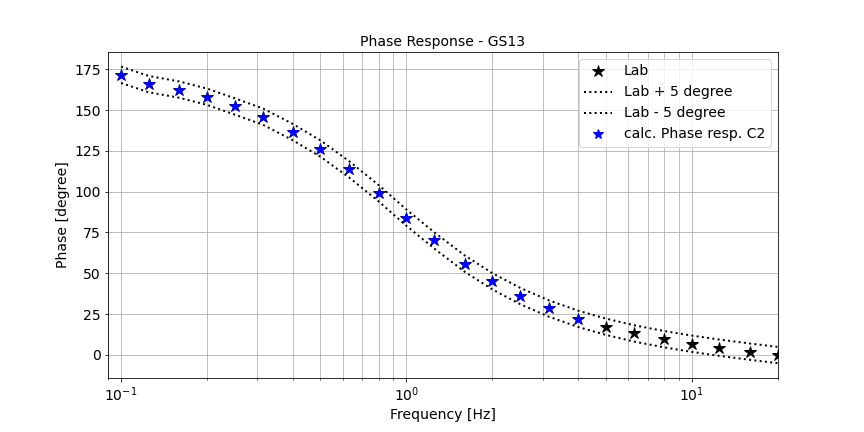 Phase Response - GS13
Lab
Lab + 5 degree
Lab - 5 degree
calc. Phase resp. C2
Phase [degree]
175
150
125
100
75
50
25
0
10⁻¹
10⁰
10¹
Frequency [Hz]